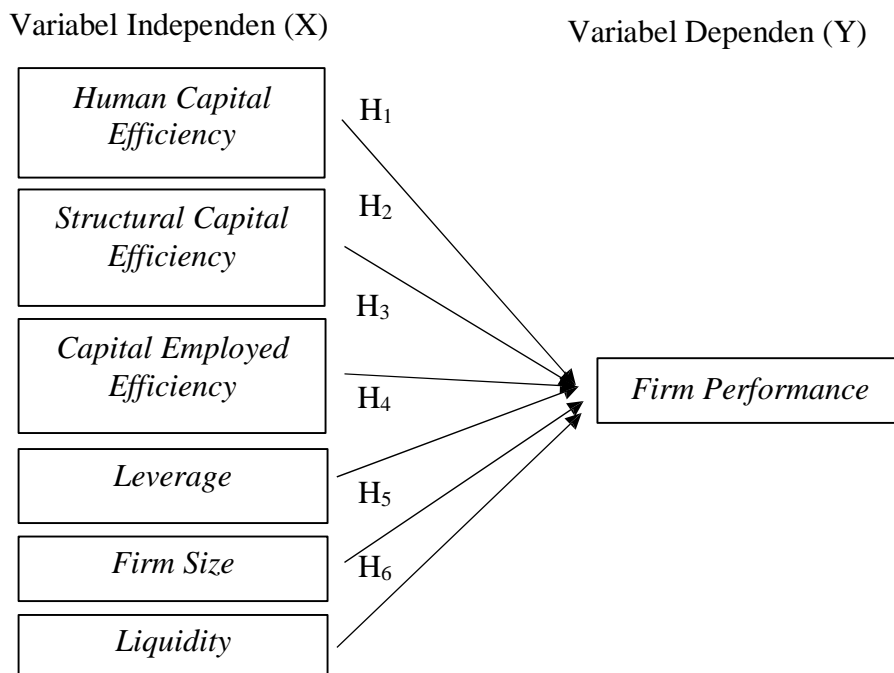 Variabel Independen (X)
Variabel Dependen (Y)
Human Capital
Efficiency
H₁
Structural Capital
Efficiency
H₂
H₃
Capital Employed
Efficiency
H₄
Firm Performance
Leverage
H₅
Firm Size
H₆
Liquidity